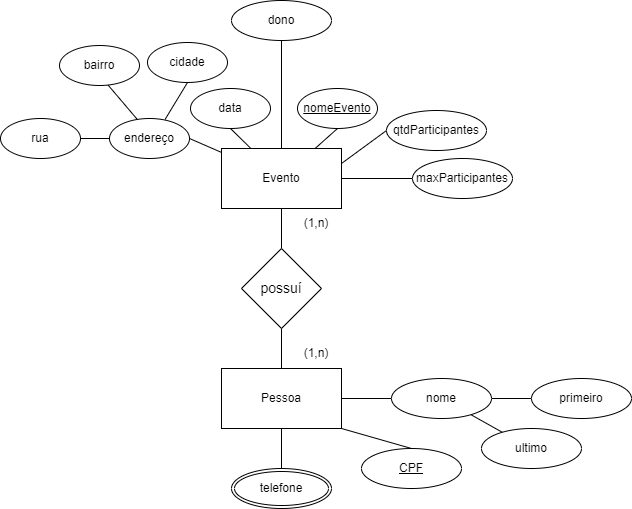 dono
bairro
cidade
data
nomeEvento
qtdParticipantes
rua
endereço
Evento
maxParticipantes
(1,n)
possuí
(1,n)
Pessoa
nome
primeiro
ultimo
CPF
telefone